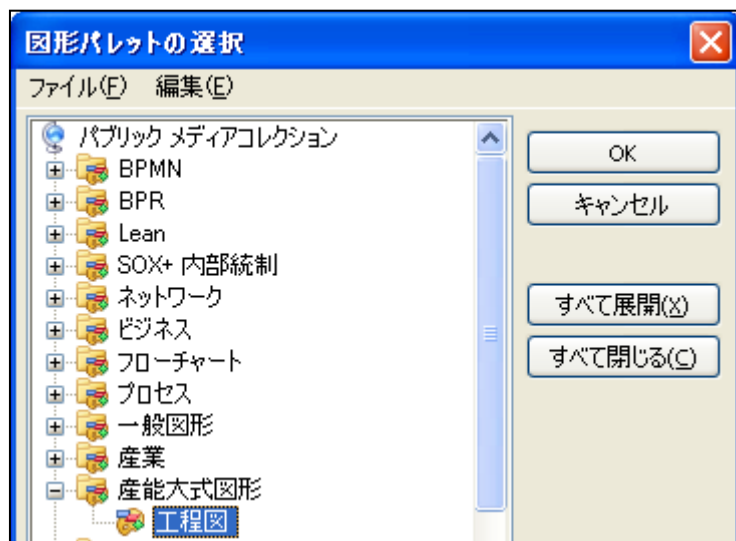 図形パレットの選択
ファイル(F) 編集(E)
パブリック メディアコレクション
BPMN
BPR
Lean
SOX+ 内部統制
ネットワーク
ビジネス
フローチャート
プロセス
一般図形
産業
産能大式図形
工程図
OK
キャンセル
すべて展開(X)
すべて閉じる(C)